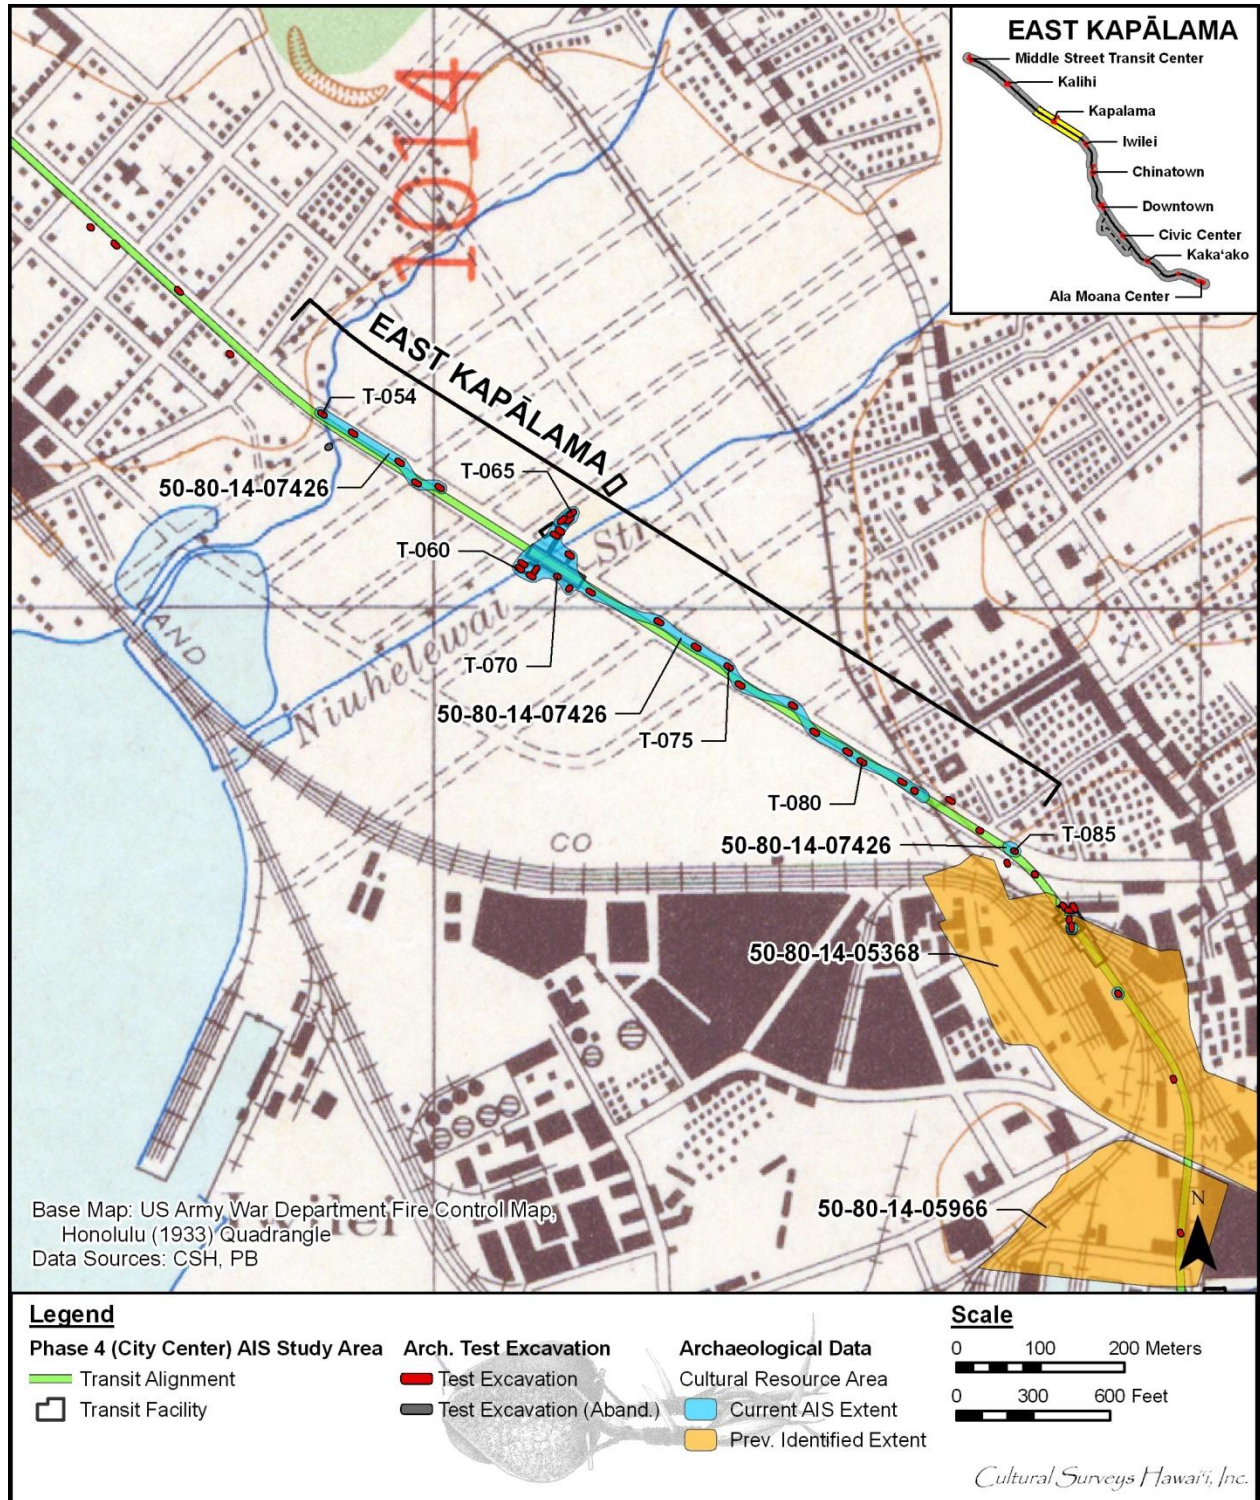 EAST KAPĀLAMA
Middle Street Transit Center
Kalihi
Kapalama
Iwilei
Chinatown
Downtown
Civic Center
Kakaʻako
Ala Moana Center
1014
EAST KAPĀLAMA
T-054
50-80-14-07426
T-065
T-060
Niuhelewai Str
T-070
50-80-14-07426
T-075
T-080
AND
CO
50-80-14-07426
T-085
50-80-14-05368
50-80-14-05966
N
Iwilei
Base Map: US Army War Department Fire Control Map,
Honolulu (1933) Quadrangle
Data Sources: CSH, PB
Legend
Phase 4 (City Center) AIS Study Area
Transit Alignment
Transit Facility
Arch. Test Excavation
Test Excavation
Test Excavation (Aband.)
Archaeological Data
Cultural Resource Area
Current AIS Extent
Prev. Identified Extent
Scale
0 100 200 Meters
0 300 600 Feet
Cultural Surveys Hawaiʻi, Inc.